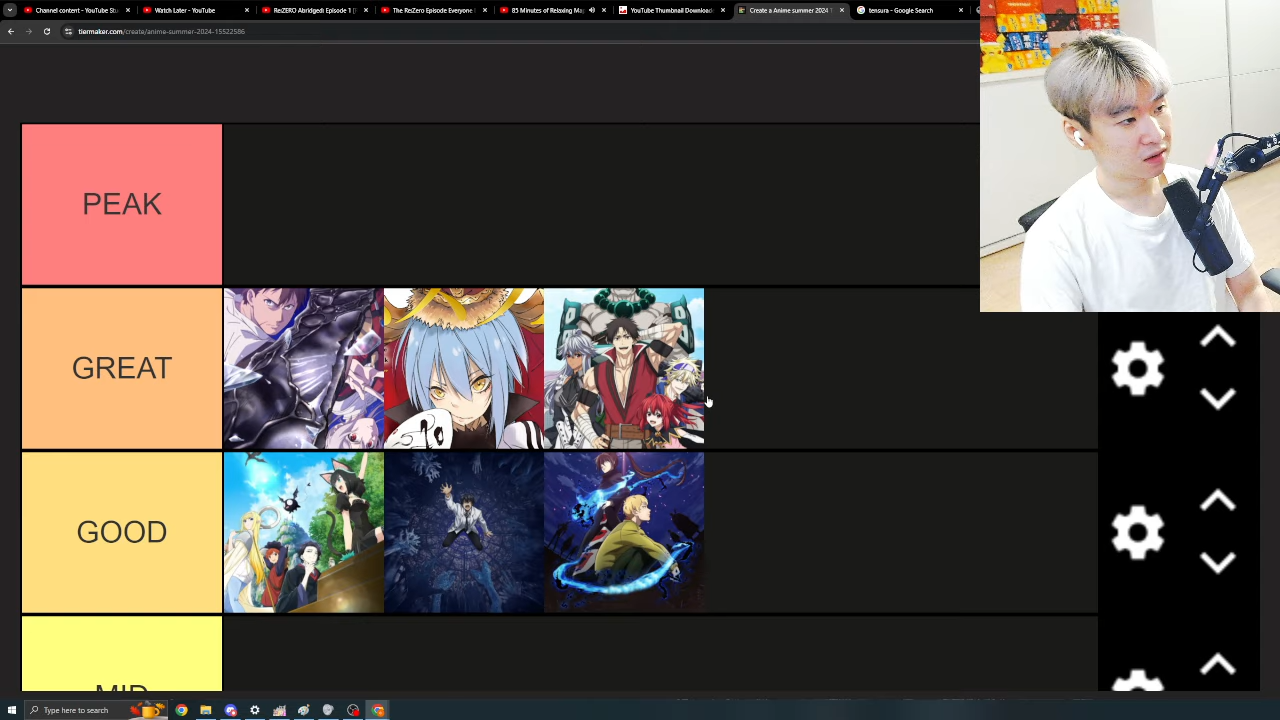 Channel content - YouTube Stu
Watch Later - YouTube
Re:ZERO Abridged Episode 1 |
The ReZero Episode Everyone
85 Minutes of Relaxing Ma
YouTube Thumbnail Download
Create a Anime summer 2024 T
tensura - Google Search
tiermaker.com/create/anime-summer-2024-15522586
PEAK
GREAT
GOOD
MID
Type here to search